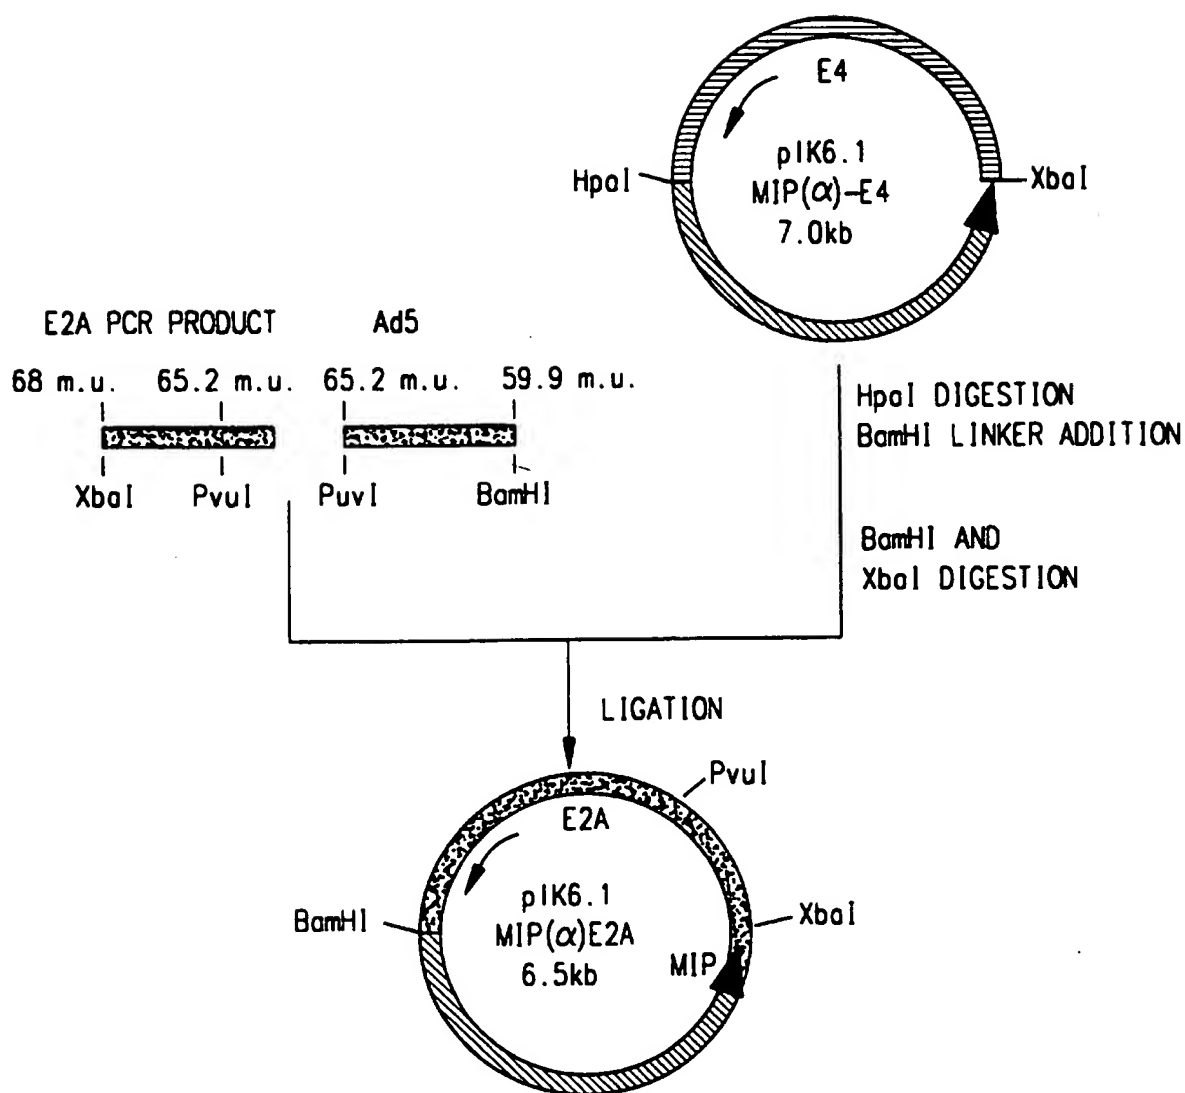 E4
pIK6.1
MIP(α)-E4
7.0kb
HpaI
XbaI
E2A PCR PRODUCT
Ad5
68 m.u. 65.2 m.u. 65.2 m.u. 59.9 m.u.
XbaI PvuI PuvI BamHI
HpaI DIGESTION
BamHI LINKER ADDITION
BamHI AND
XbaI DIGESTION
LIGATION
PvuI
E2A
pIK6.1
MIP(α)E2A
6.5kb
BamHI
XbaI
MIP